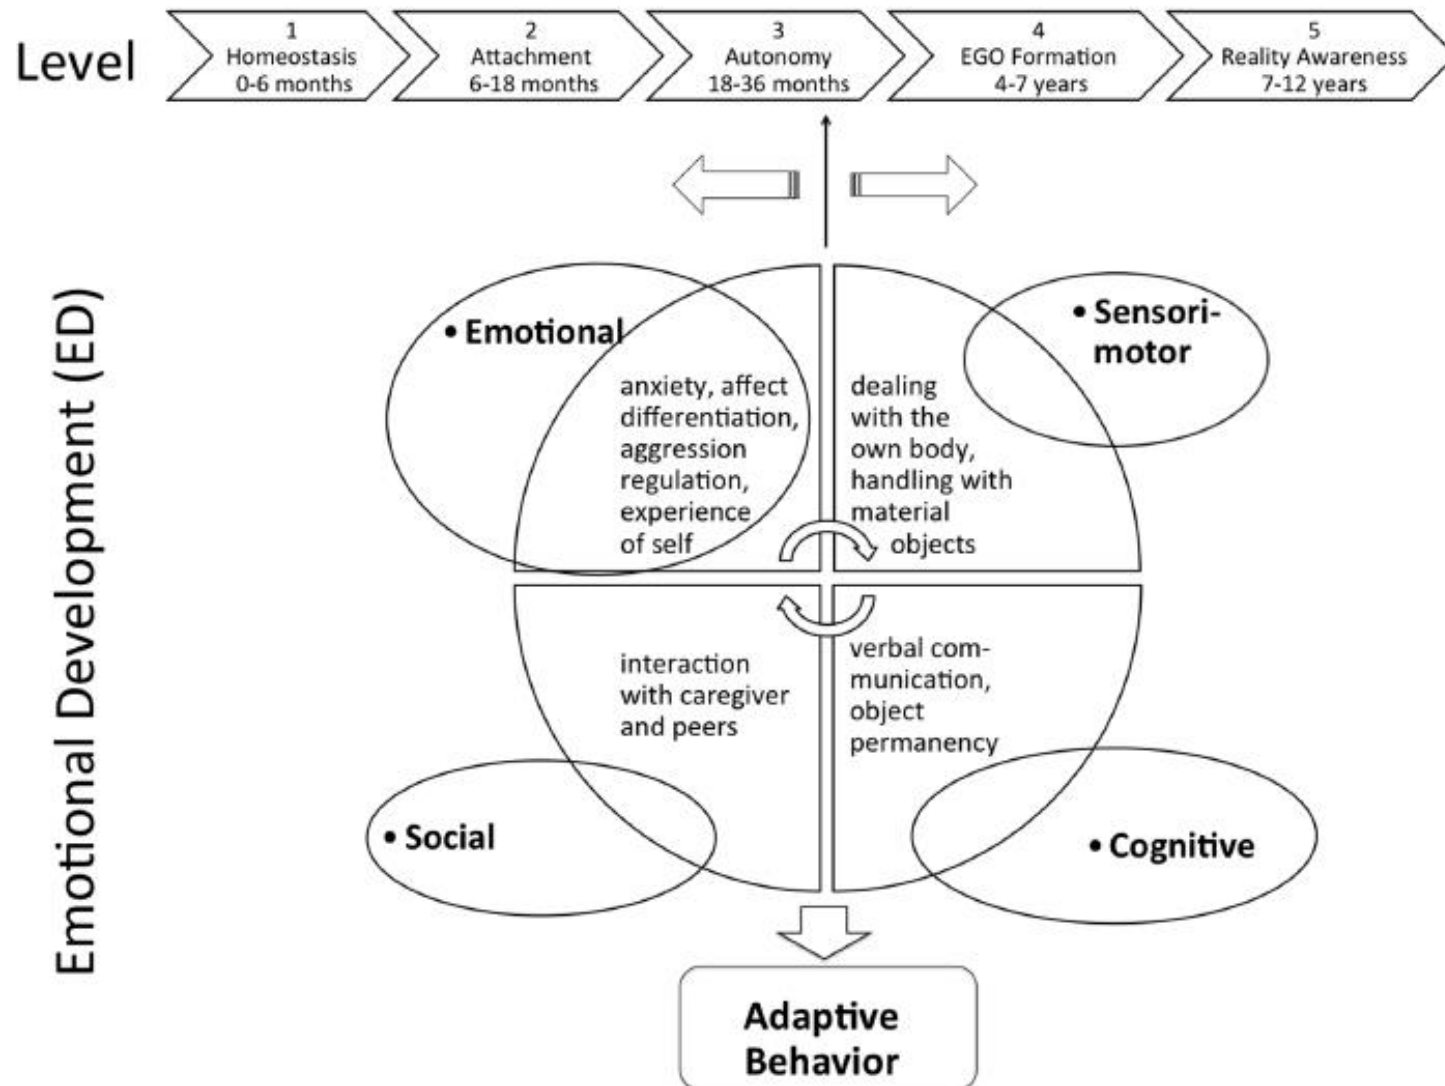 Level
1
Homeostasis
0-6 months
2
Attachment
6-18 months
3
Autonomy
18-36 months
4
EGO Formation
4-7 years
5
Reality Awareness
7-12 years
Emotional Development (ED)
• Emotional
anxiety, affect
differentiation,
aggression
regulation,
experience
of self
• Sensori-
motor
dealing
with the
own body,
handling with
material
objects
interaction
with caregiver
and peers
• Social
verbal com-
munication,
object
permanency
• Cognitive
Adaptive
Behavior